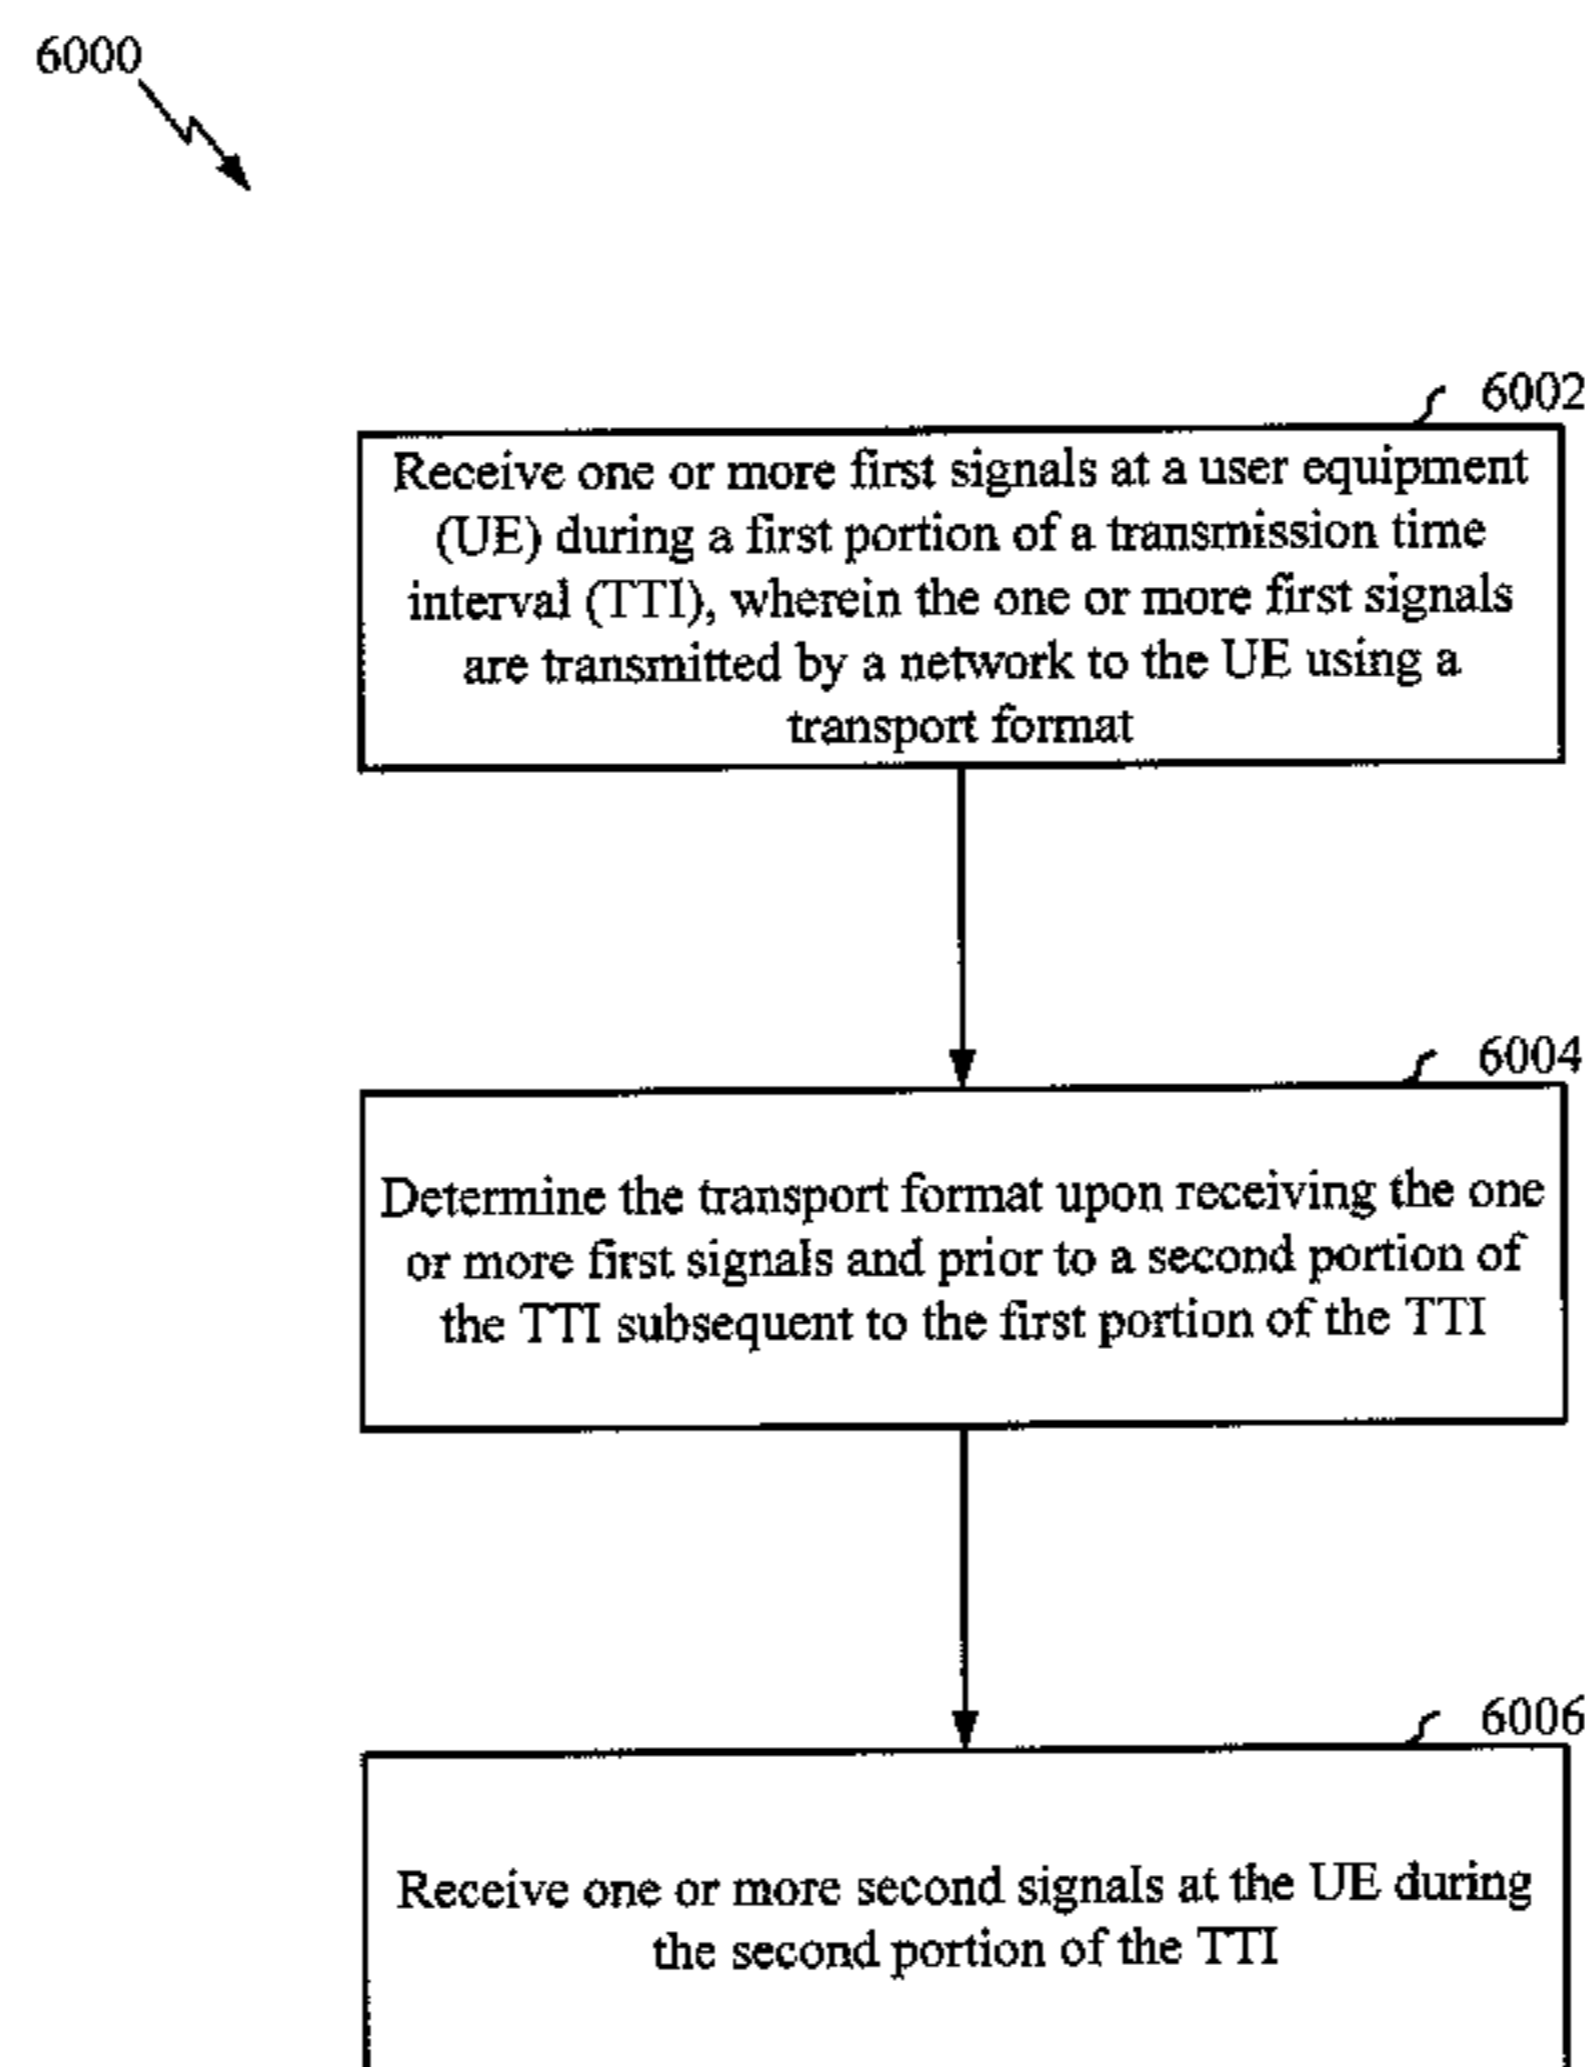 6000
6002
Receive one or more first signals at a user equipment
(UE) during a first portion of a transmission time
interval (TTI), wherein the one or more first signals
are transmitted by a network to the UE using a
transport format
6004
Determine the transport format upon receiving the one
or more first signals and prior to a second portion of
the TTI subsequent to the first portion of the TTI
6006
Receive one or more second signals at the UE during
the second portion of the TTI